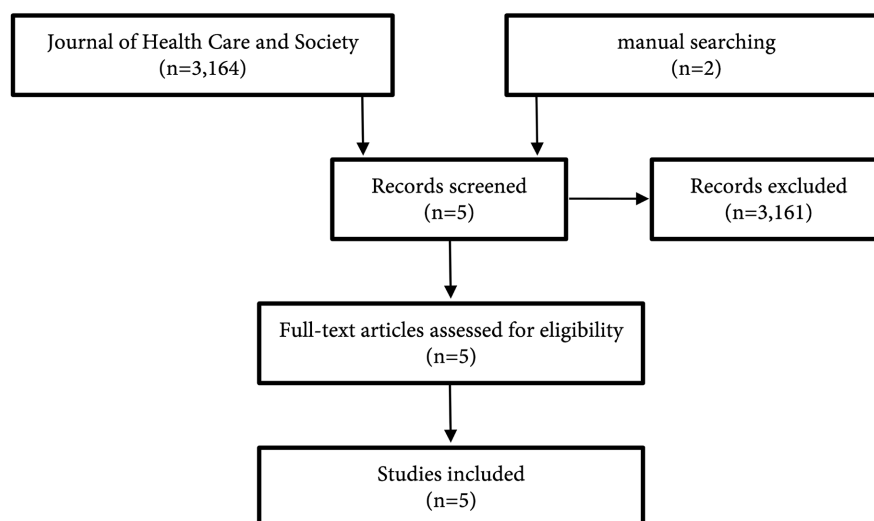 Journal of Health Care and Society
(n=3,164)
manual searching
(n=2)
Records screened
(n=5)
Records excluded
(n=3,161)
Full-text articles assessed for eligibility
(n=5)
Studies included
(n=5)